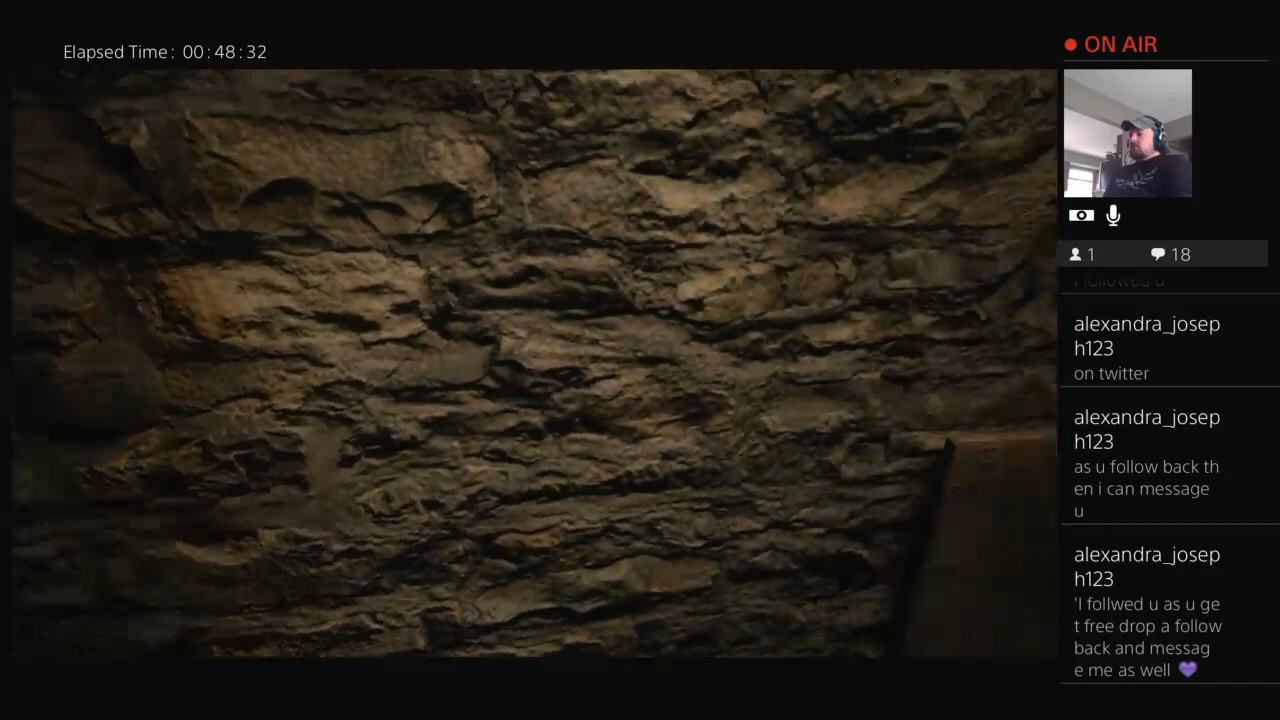 Elapsed Time: 00:48:32
ON AIR
1
18
I followed u
alexandra_josep
h123
on twitter
alexandra_josep
h123
as u follow back th
en i can message
u
alexandra_josep
h123
'I follwed u as u ge
t free drop a follow
back and messag
e me as well 💜